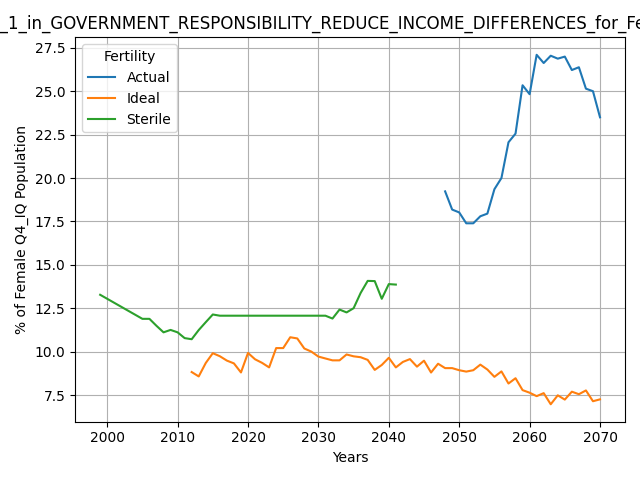 _1_in_GOVERNMENT_RESPONSIBILITY_REDUCE_INCOME_DIFFERENCES_for_Fe
Fertility
Actual
Ideal
Sterile
27.5
25.0
22.5
20.0
17.5
15.0
12.5
10.0
7.5
% of Female Q4_IQ Population
2000 2010 2020 2030 2040 2050 2060 2070
Years